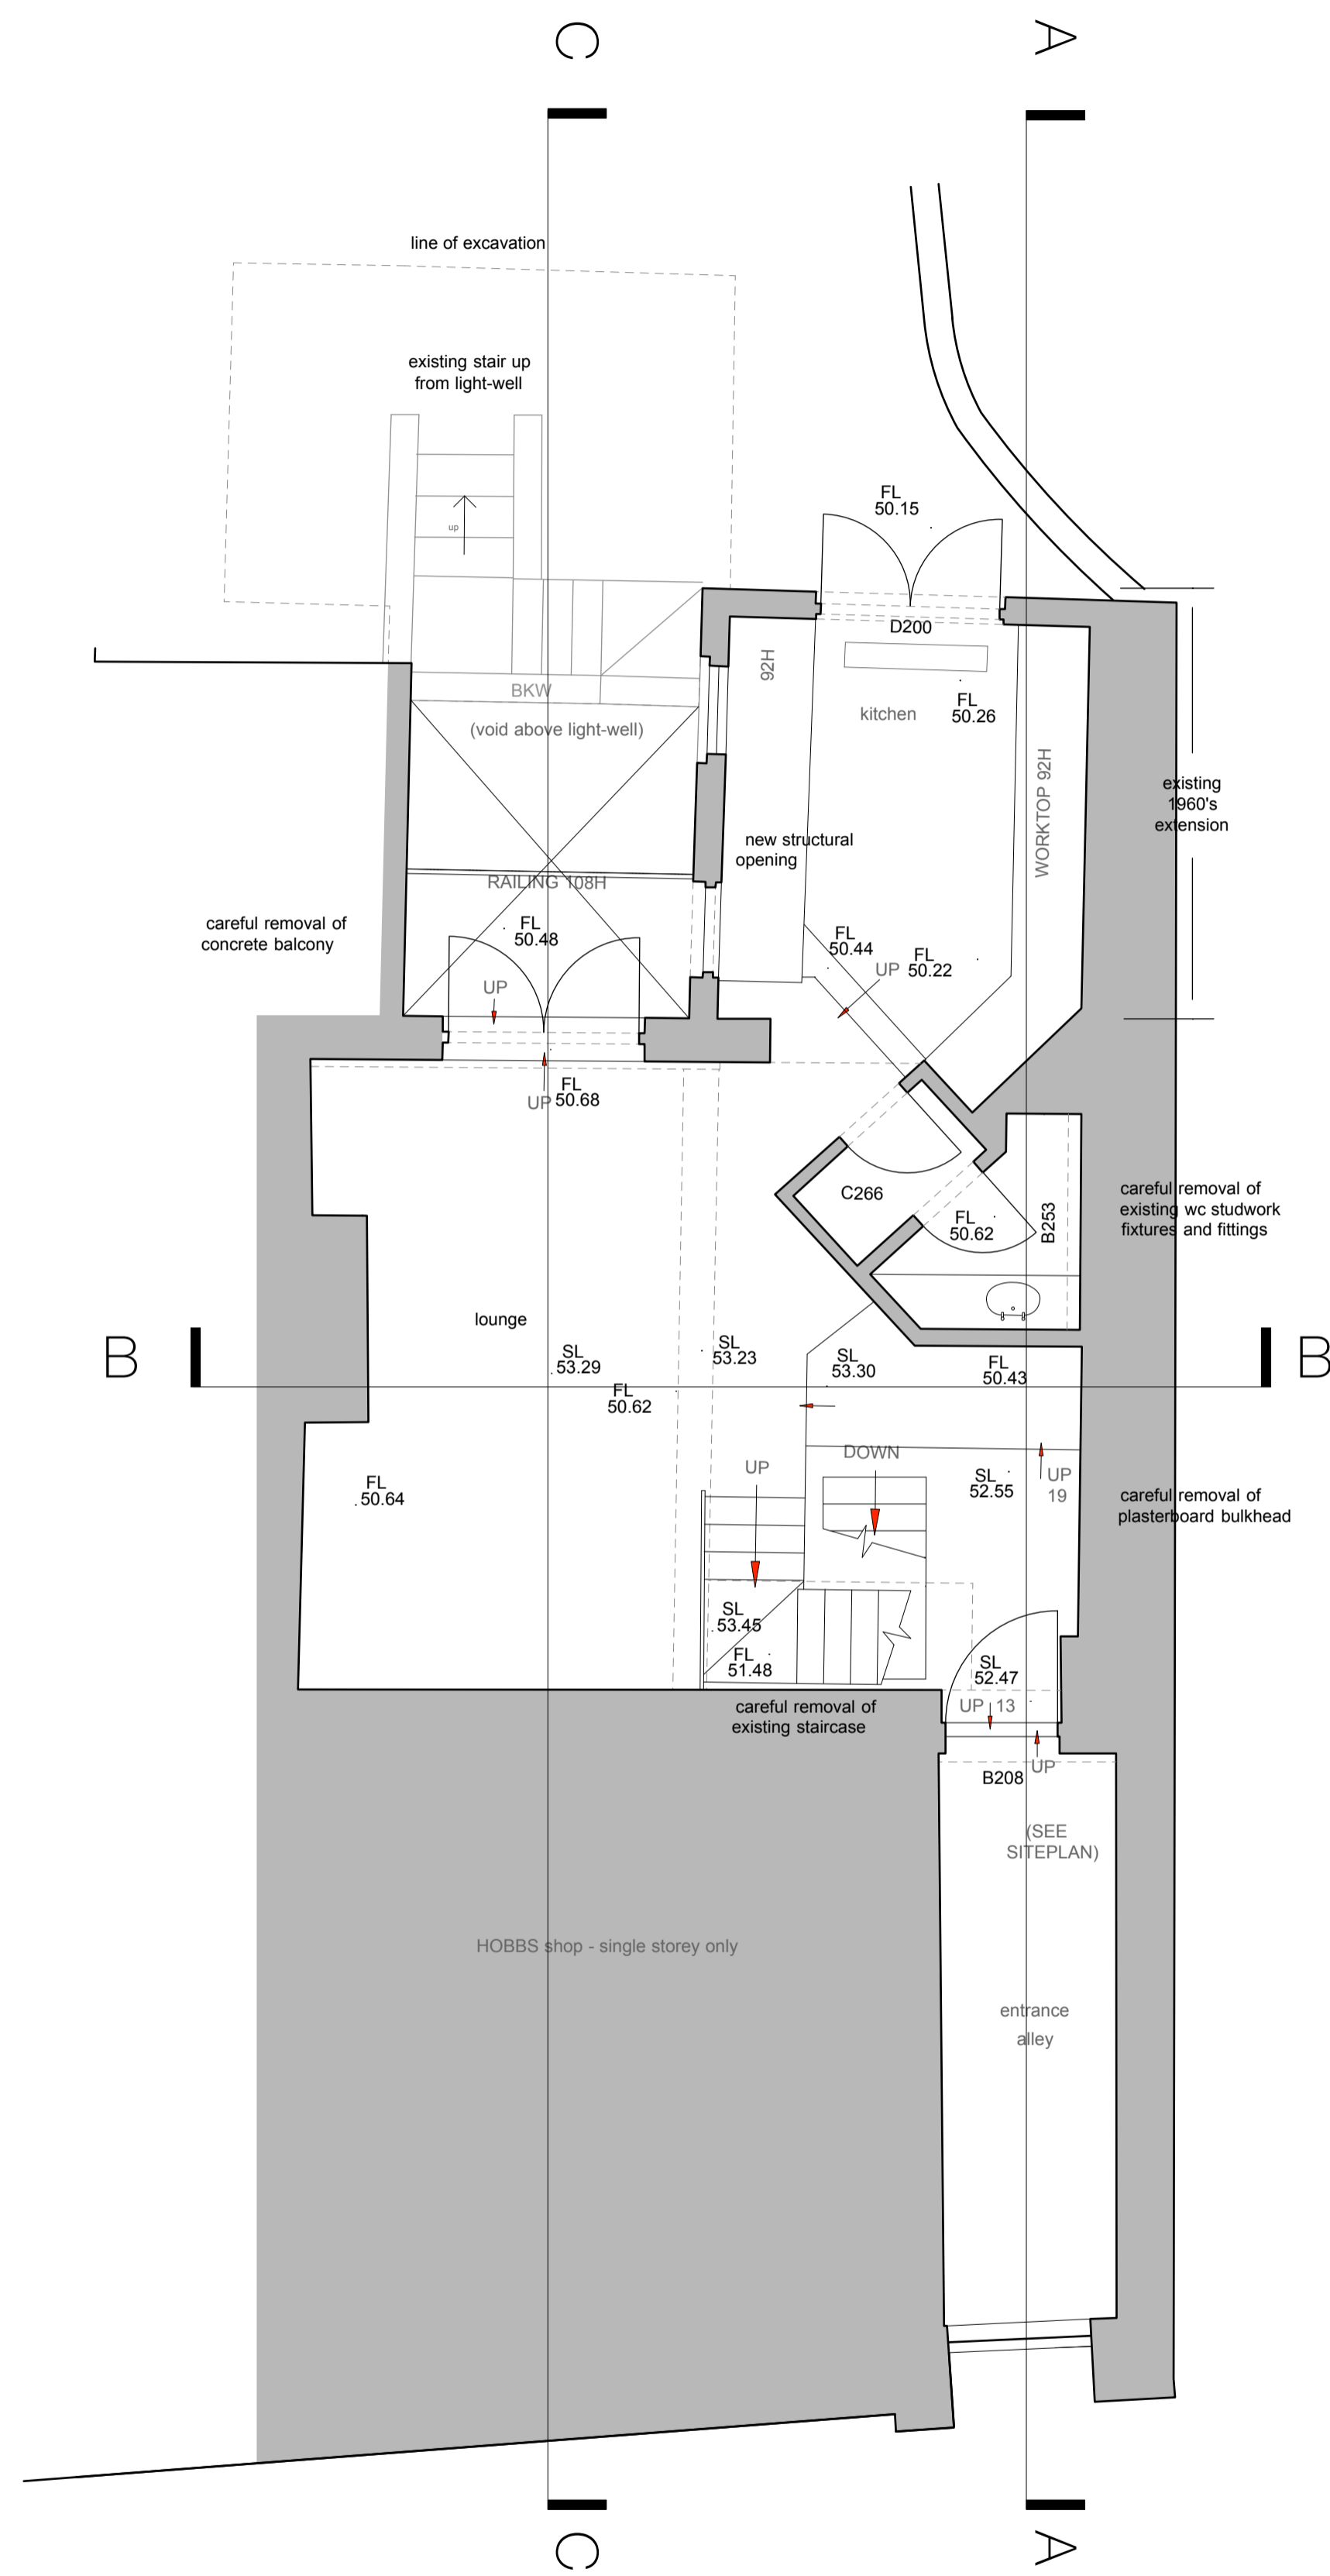 C
A
line of excavation
existing stair up
from light-well
up
FL
50.15
D200
92H
BKW
(void above light-well)
kitchen
FL
50.26
WORKTOP 92H
existing
1960's
extension
new structural
opening
RAILING 108H
careful removal of
concrete balcony
FL
50.48
FL
50.44
FL
UP 50.22
UP
FL
UP 50.68
C266
FL
50.62
B253
careful removal of
existing wc studwork
fixtures and fittings
lounge
B
B
SL
53.29
SL
53.23
SL
53.30
FL
50.43
FL
50.62
UP
DOWN
SL
52.55
UP
19
FL
50.64
careful removal of
plasterboard bulkhead
SL
53.45
FL
51.48
SL
52.47
careful removal of
existing staircase
UP 13
UP
B208
(SEE
SITEPLAN)
HOBBS shop - single storey only
entrance
alley
C
A